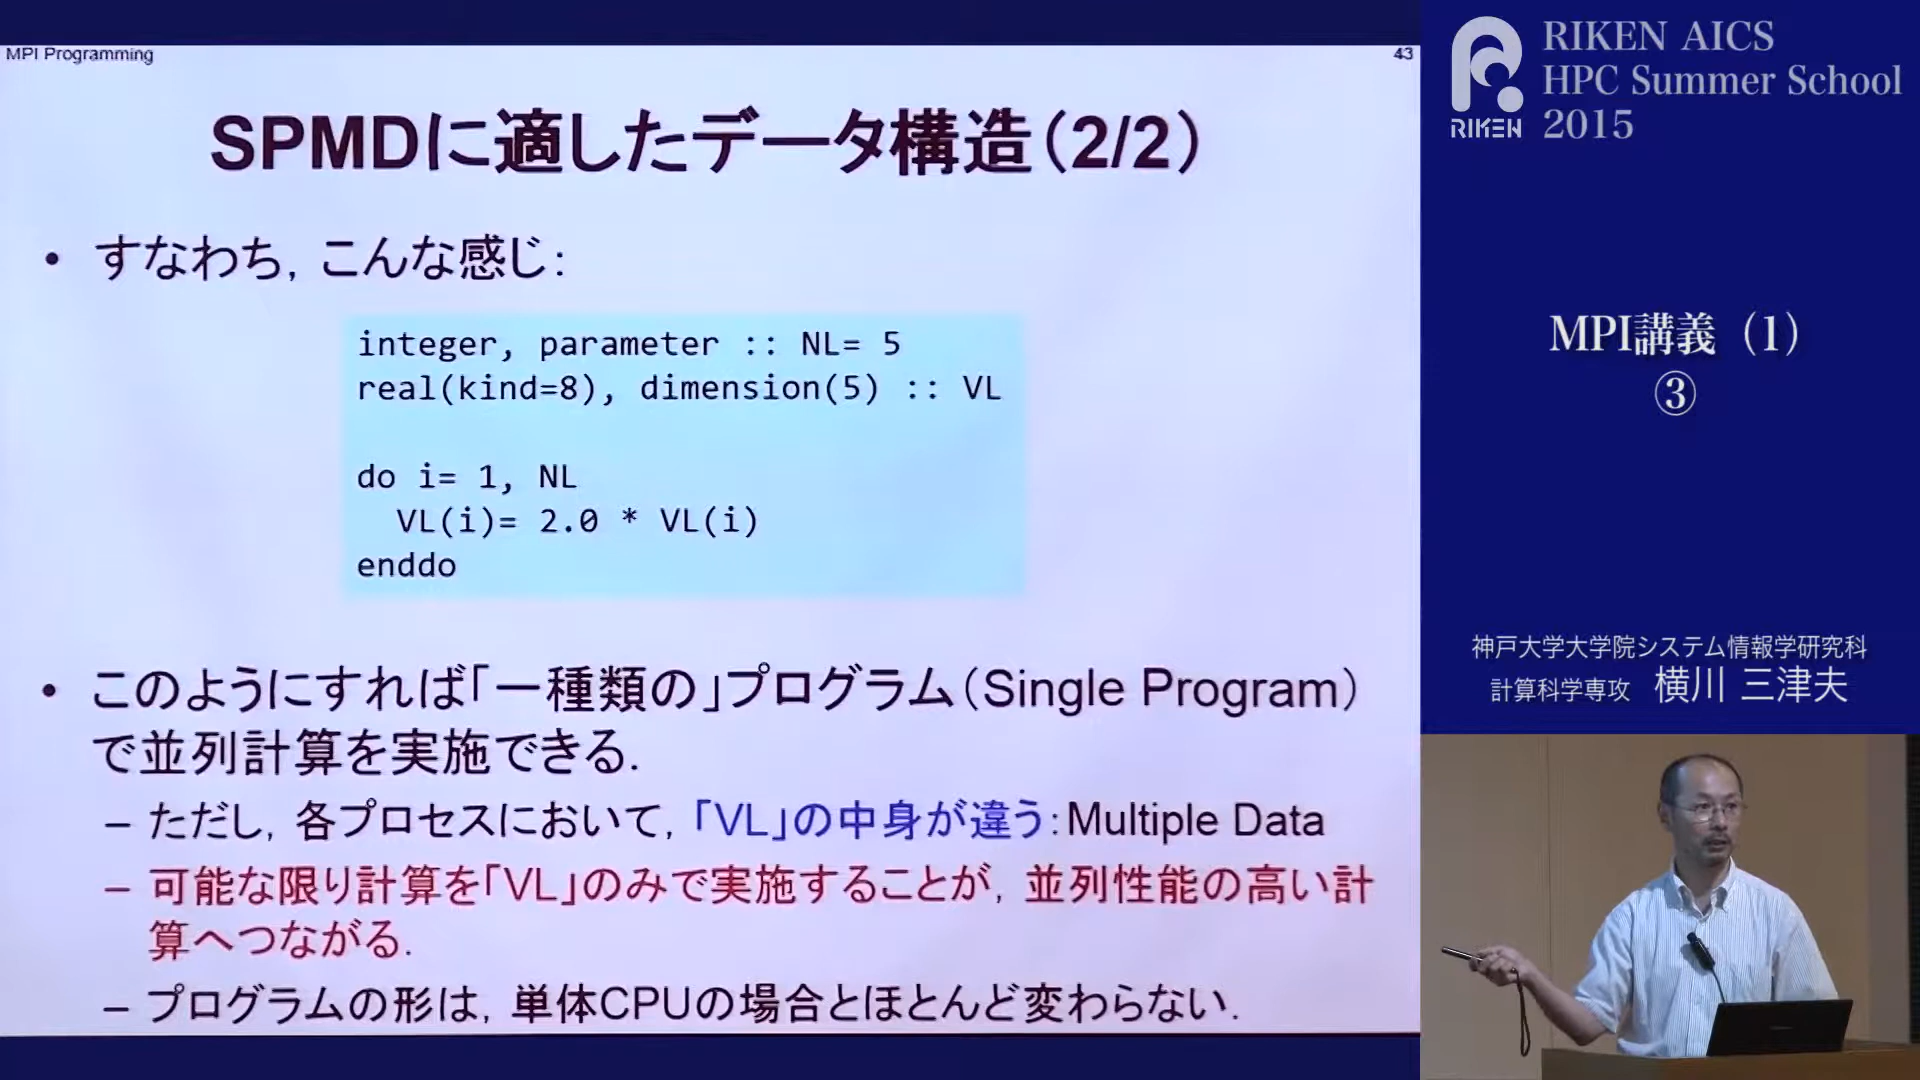 MPI Programming
43
SPMDに適したデータ構造(2/2)
• すなわち, こんな感じ:
integer, parameter :: NL= 5
real(kind=8), dimension(5) :: VL
do i= 1, NL
VL(i)= 2.0 * VL(i)
enddo
• このようにすれば「一種類の」プログラム(Single Program)
で並列計算を実施できる.
– ただし, 各プロセスにおいて,「VL」の中身が違う:Multiple Data
– 可能な限り計算を「VL」のみで実施することが, 並列性能の高い計
算へつながる.
– プログラムの形は, 単体CPUの場合とほとんど変わらない.
RIKEN
RIKEN AICS
HPC Summer School
2015
MPI講義(1)
③
神戸大学大学院システム情報学研究科
計算科学専攻 横川 三津夫